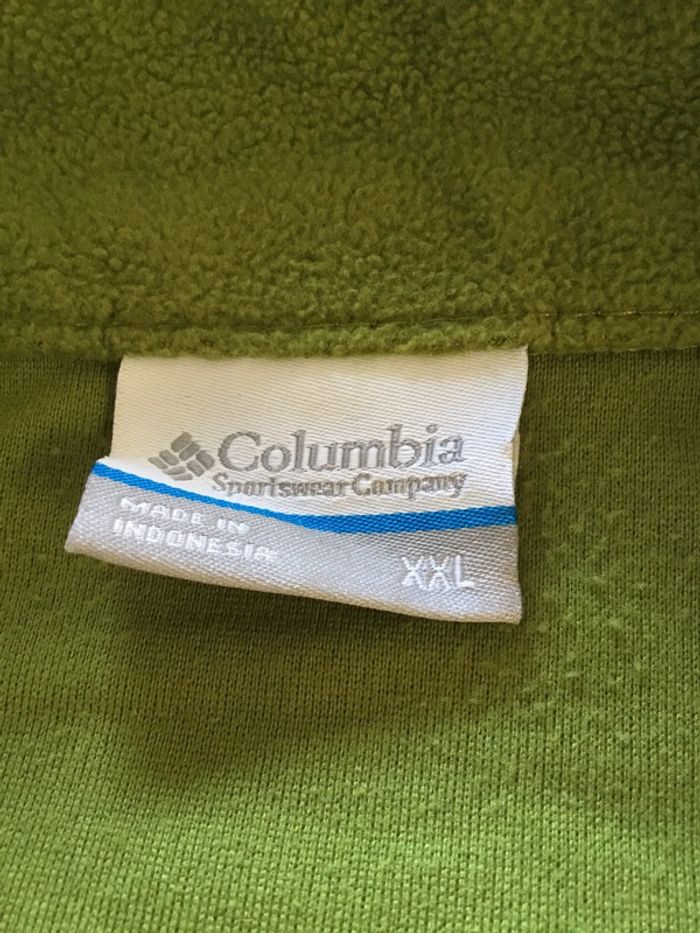 Columbia
Sportswear Company
MADE IN
INDONESIA
XXL